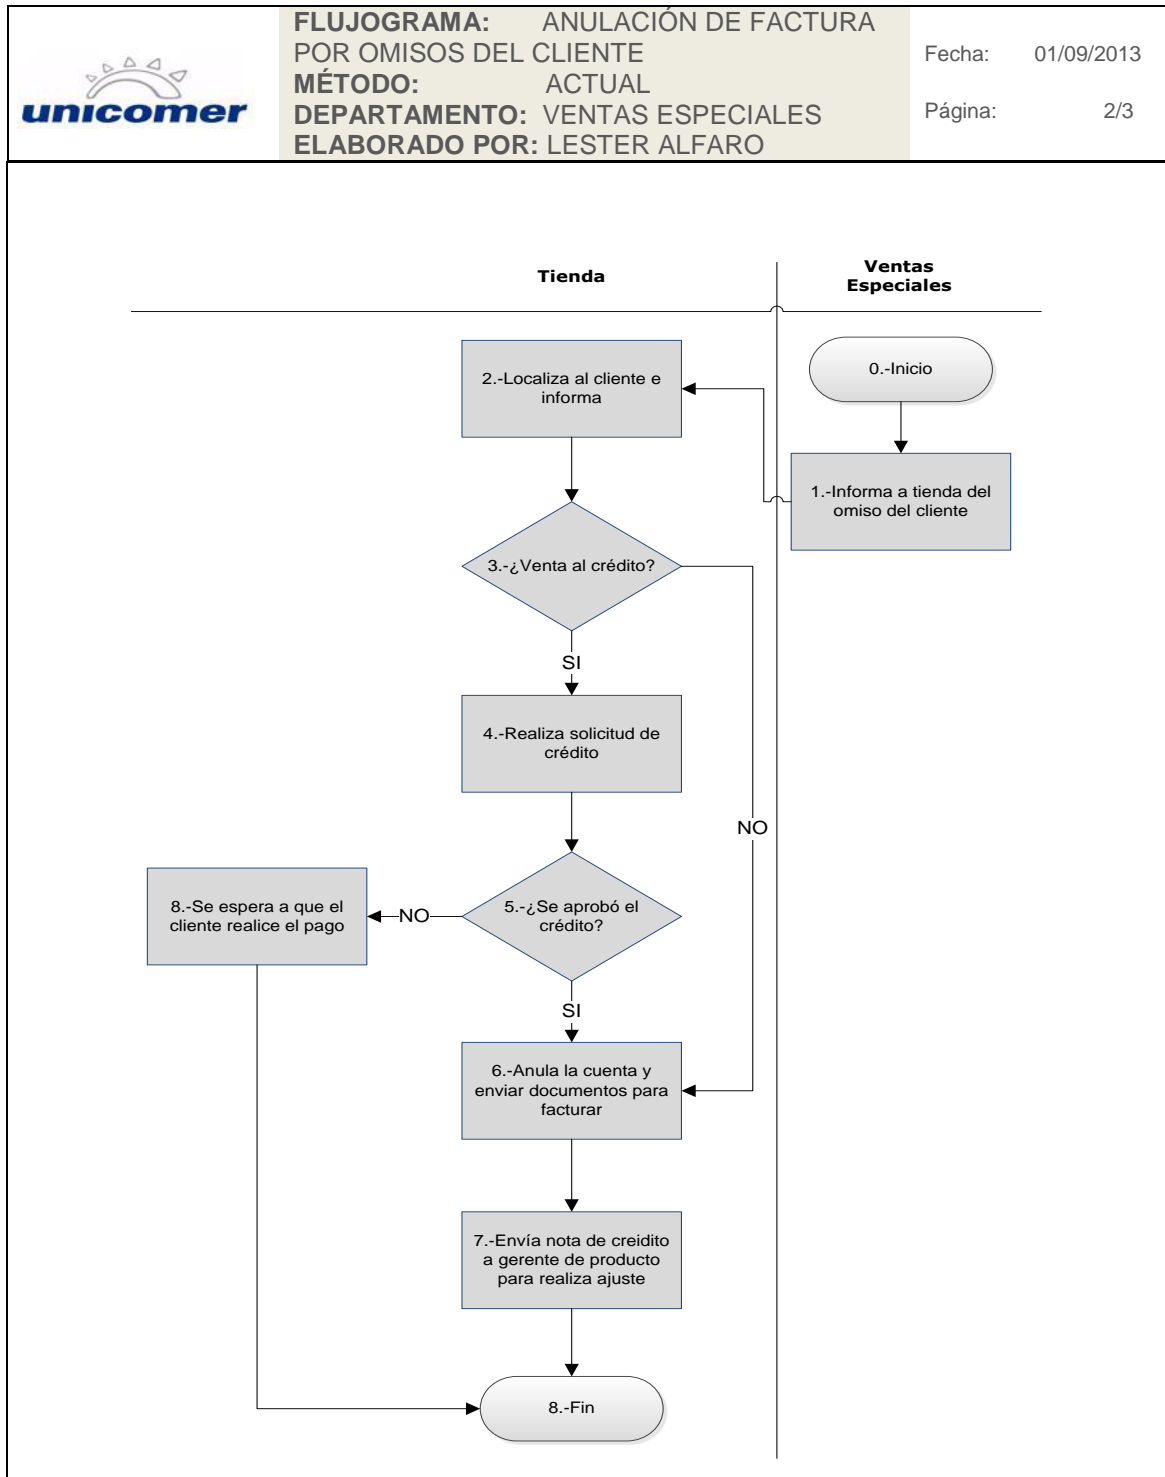 unicomer
FLUJOGRAMA: ANULACIÓN DE FACTURA
POR OMISOS DEL CLIENTE
MÉTODO: ACTUAL
DEPARTAMENTO: VENTAS ESPECIALES
ELABORADO POR: LESTER ALFARO
Fecha: 01/09/2013
Página: 2/3
Tienda
Ventas
Especiales
0.-Inicio
1.-Informa a tienda del
omiso del cliente
2.-Localiza al cliente e
informa
3.-¿Venta al crédito?
SI
NO
4.-Realiza solicitud de
crédito
5.-¿Se aprobó el
crédito?
NO
8.-Se espera a que el
cliente realice el pago
SI
6.-Anula la cuenta y
enviar documentos para
facturar
7.-Envía nota de creidito
a gerente de producto
para realiza ajuste
8.-Fin